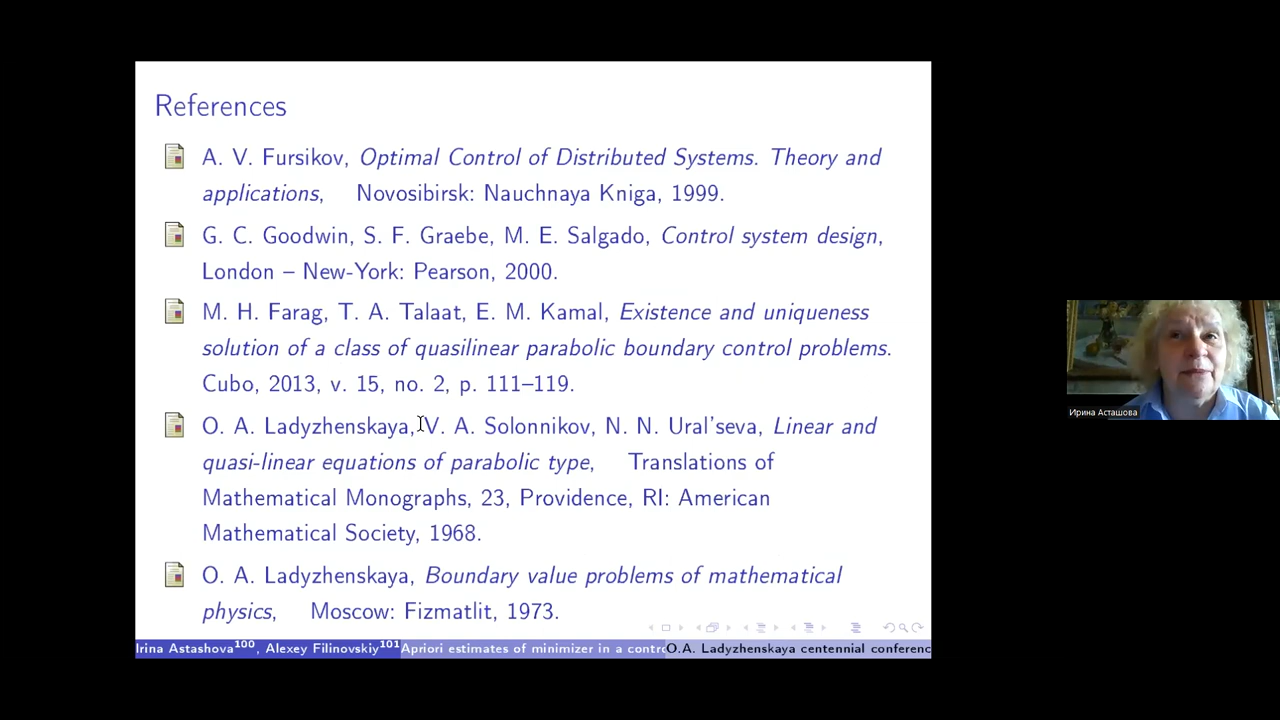 References
A. V. Fursikov, Optimal Control of Distributed Systems. Theory and
applications, Novosibirsk: Nauchnaya Kniga, 1999.
G. C. Goodwin, S. F. Graebe, M. E. Salgado, Control system design,
London – New-York: Pearson, 2000.
M. H. Farag, T. A. Talaat, E. M. Kamal, Existence and uniqueness
solution of a class of quasilinear parabolic boundary control problems.
Cubo, 2013, v. 15, no. 2, p. 111–119.
O. A. Ladyzhenskaya, V. A. Solonnikov, N. N. Ural'seva, Linear and
quasi-linear equations of parabolic type, Translations of
Mathematical Monographs, 23, Providence, RI: American
Mathematical Society, 1968.
O. A. Ladyzhenskaya, Boundary value problems of mathematical
physics, Moscow: Fizmatlit, 1973.
Irina Astashova100, Alexey Filinovskiy101 Apriori estimates of minimizer in a contro O.A. Ladyzhenskaya centennial conferenc
Ирина Асташова